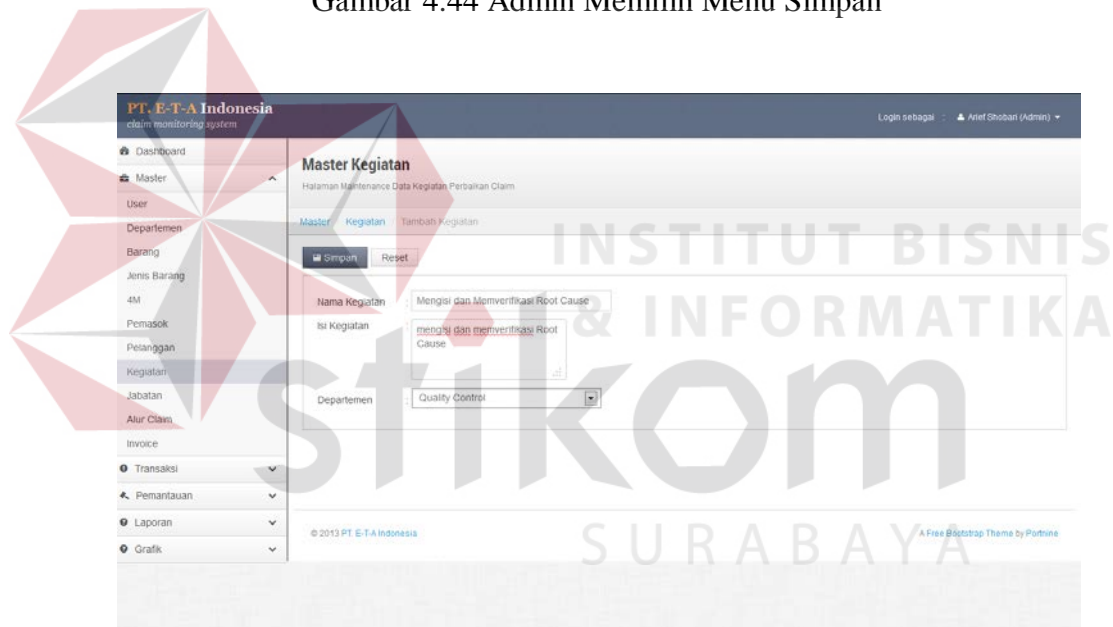 Gambar 4.44 Admin Memilih Menu Simpan
PT. E-T-A Indonesia
claim monitoring system
Login sebagai : Arief Shobari (Admin)
Dashboard
Master
User
Departemen
Barang
Jenis Barang
4M
Pemasok
Pelanggan
Kegiatan
Jabatan
Alur Claim
Invoice
Transaksi
Pemantauan
Laporan
Grafik
Master Kegiatan
Halaman Maintenance Data Kegiatan Perbaikan Claim
Master / Kegiatan / Tambah Kegiatan
Simpan Reset
Nama Kegiatan : Mengisi dan Memverifikasi Root Cause
Isi Kegiatan : mengisi dan memverifikasi Root
Cause
Departemen : Quality Control
© 2013 PT. E-T-A Indonesia
A Free Bootstrap Theme by Portnine
INSTITUT BISNIS
& INFORMATIKA
stikom
SURABAYA